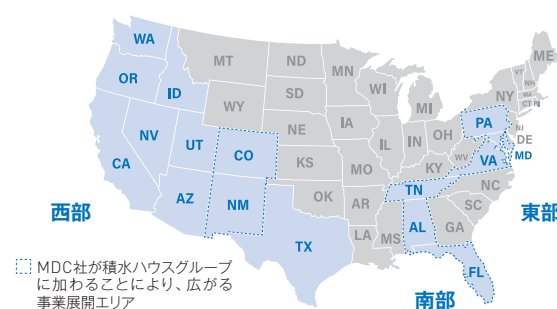 WA
MT
ND
MN
ME
VT
NH
OR
ID
SD
WI
MI
NY
MA
CT RI
WY
IA
PA
NJ
NV
NE
IL
IN
OH
DE
UT
CO
WV
VA
MD
CA
KS
MO
KY
AZ
NM
OK
AR
TN
NC
SC
西部
東部
TX
LA
MS
AL
GA
FL
南部
MDC社が積水ハウスグループ
に加わることにより、広がる
事業展開エリア